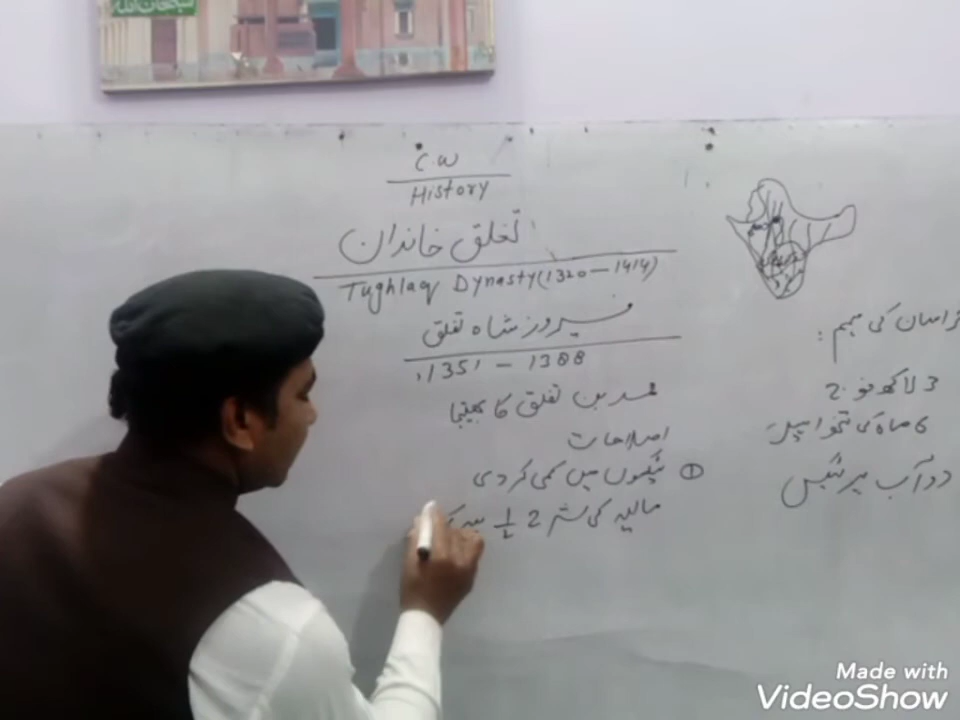 سبحان الله
C.W
History
تغلق خاندان
Tughlaq Dynasty (1320 – 1414)
فیروز شاہ تغلق
1351 – 1388
محمد بن تغلق کا بھتیجا
اصلاحات
① ٹیکسوں میں کمی کر دی
مالیہ کی شرح 2 1/2
خراسان کی مہم :
3 لاکھ فوج
6 ماہ کی تنخواہ
دوآب پر ٹیکس
Made with
VideoShow